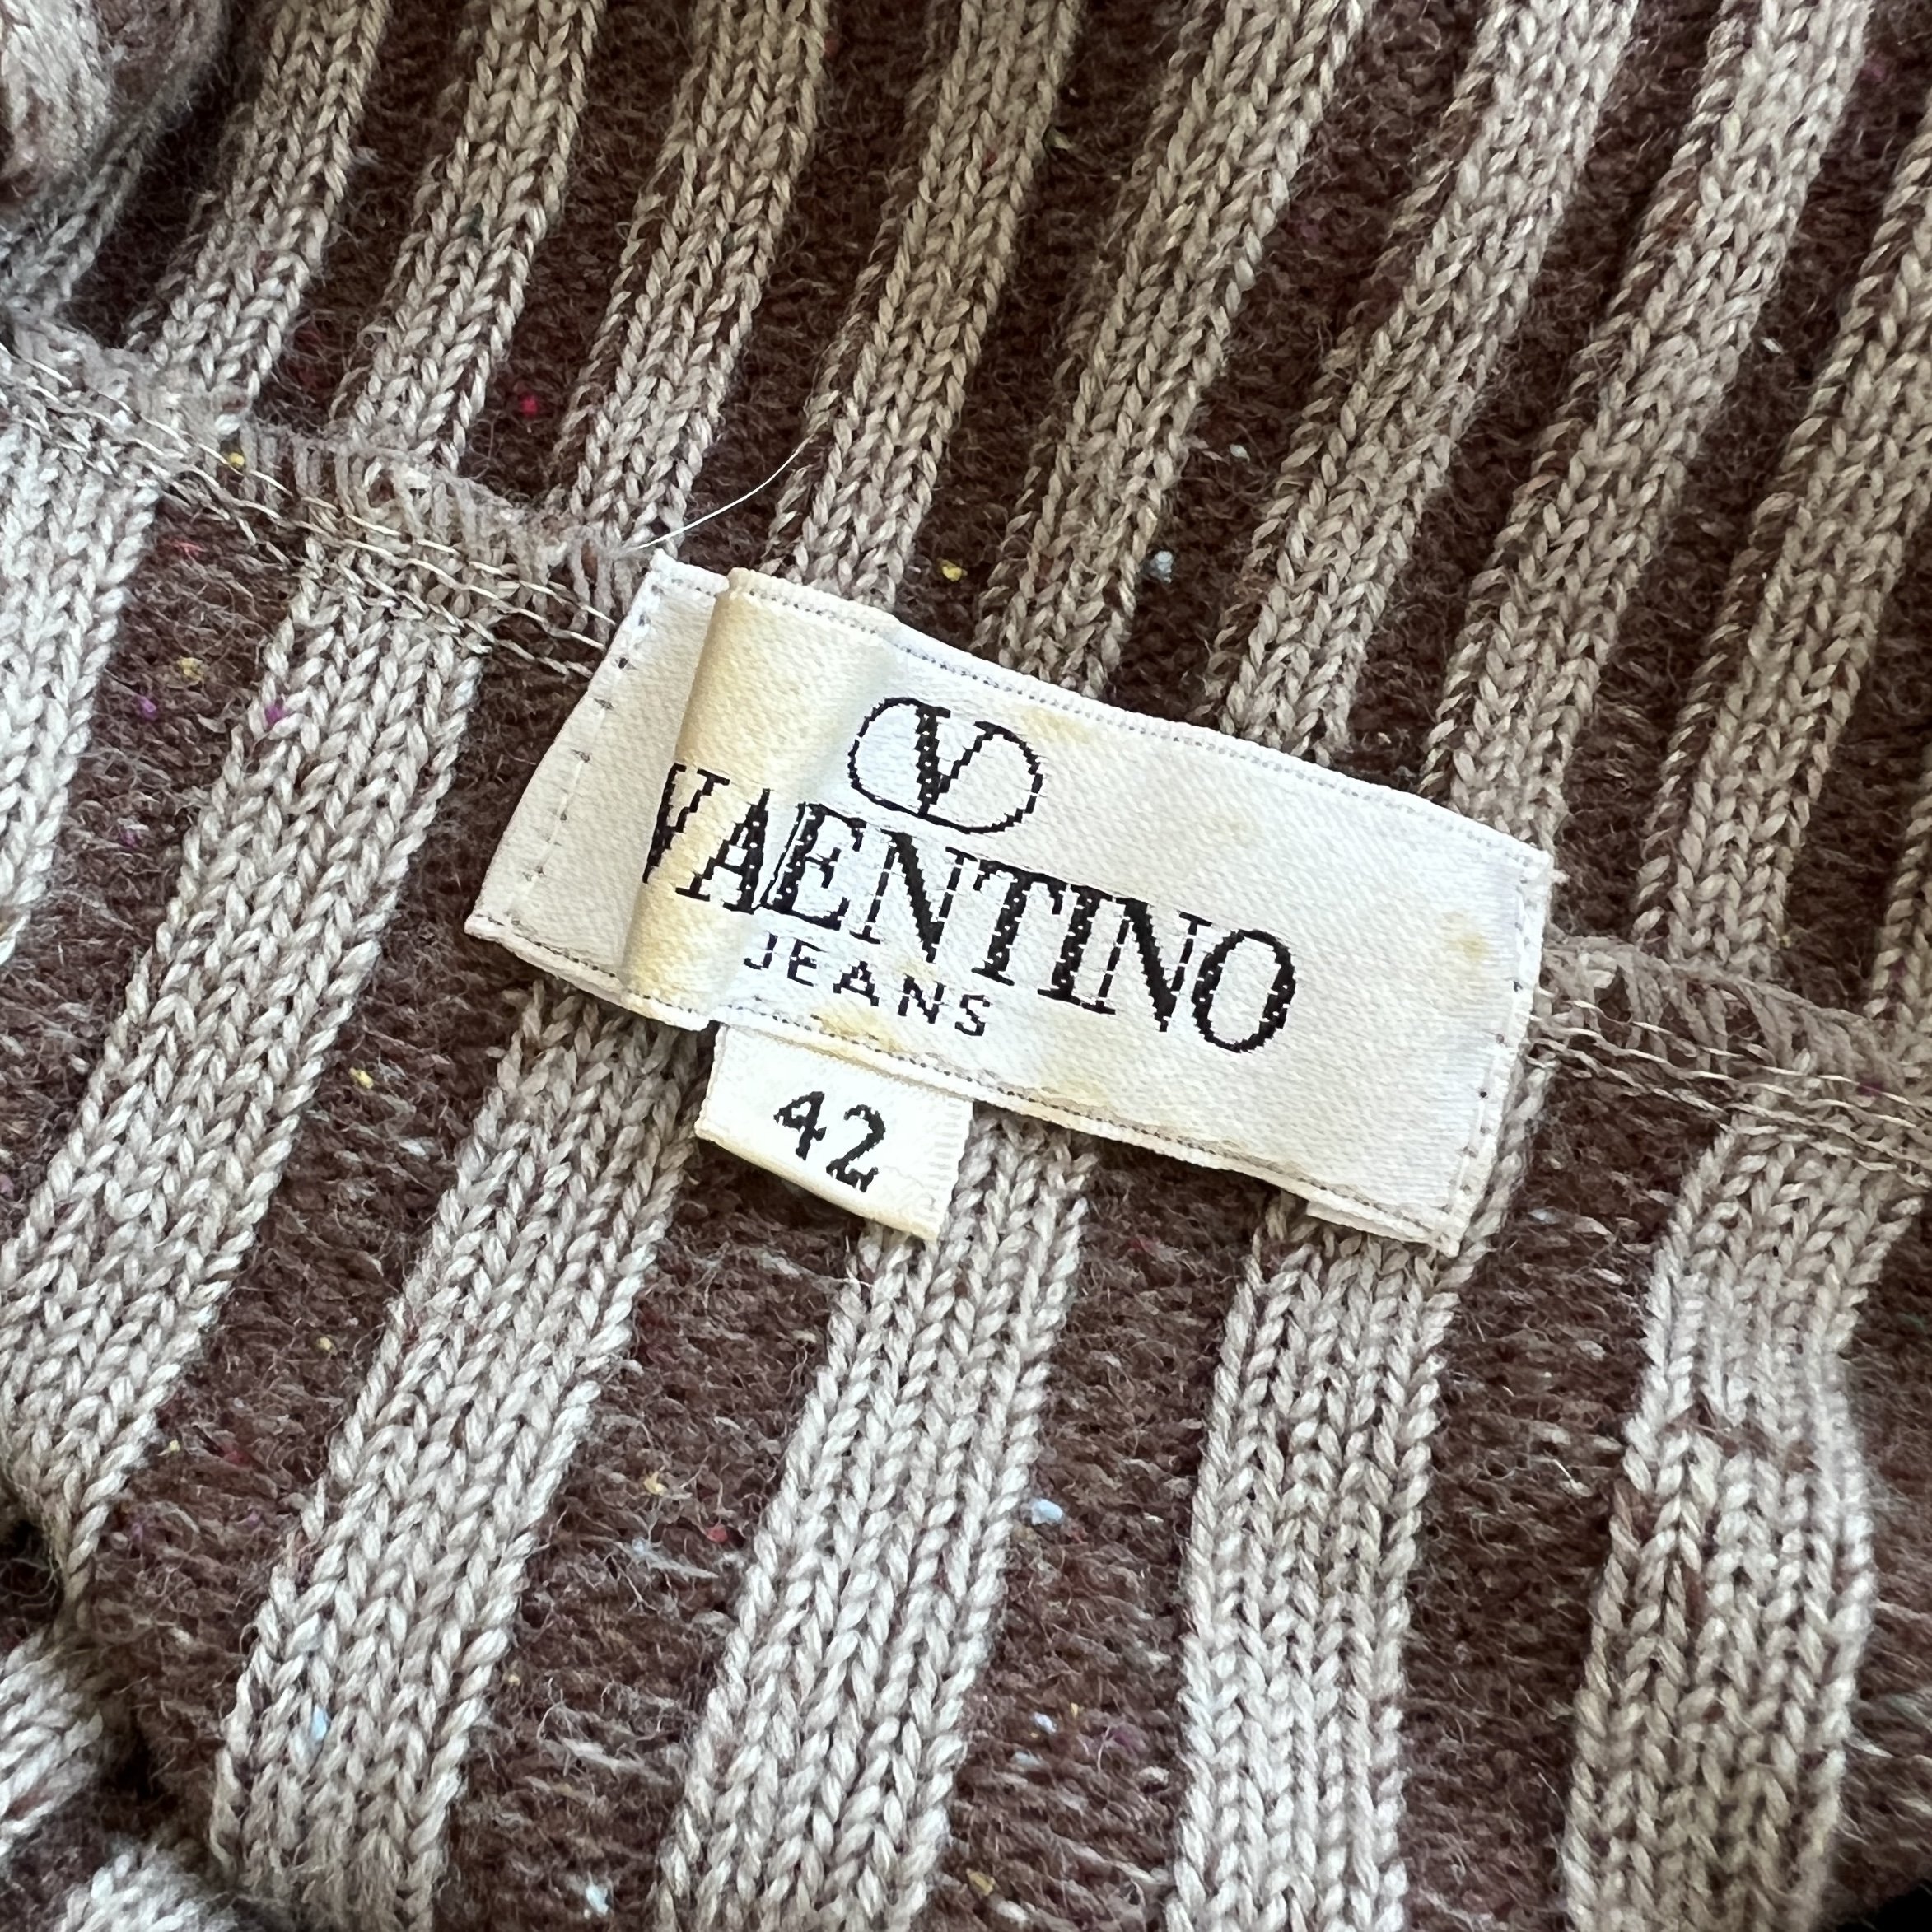 V
VAENTINO
JEANS
42